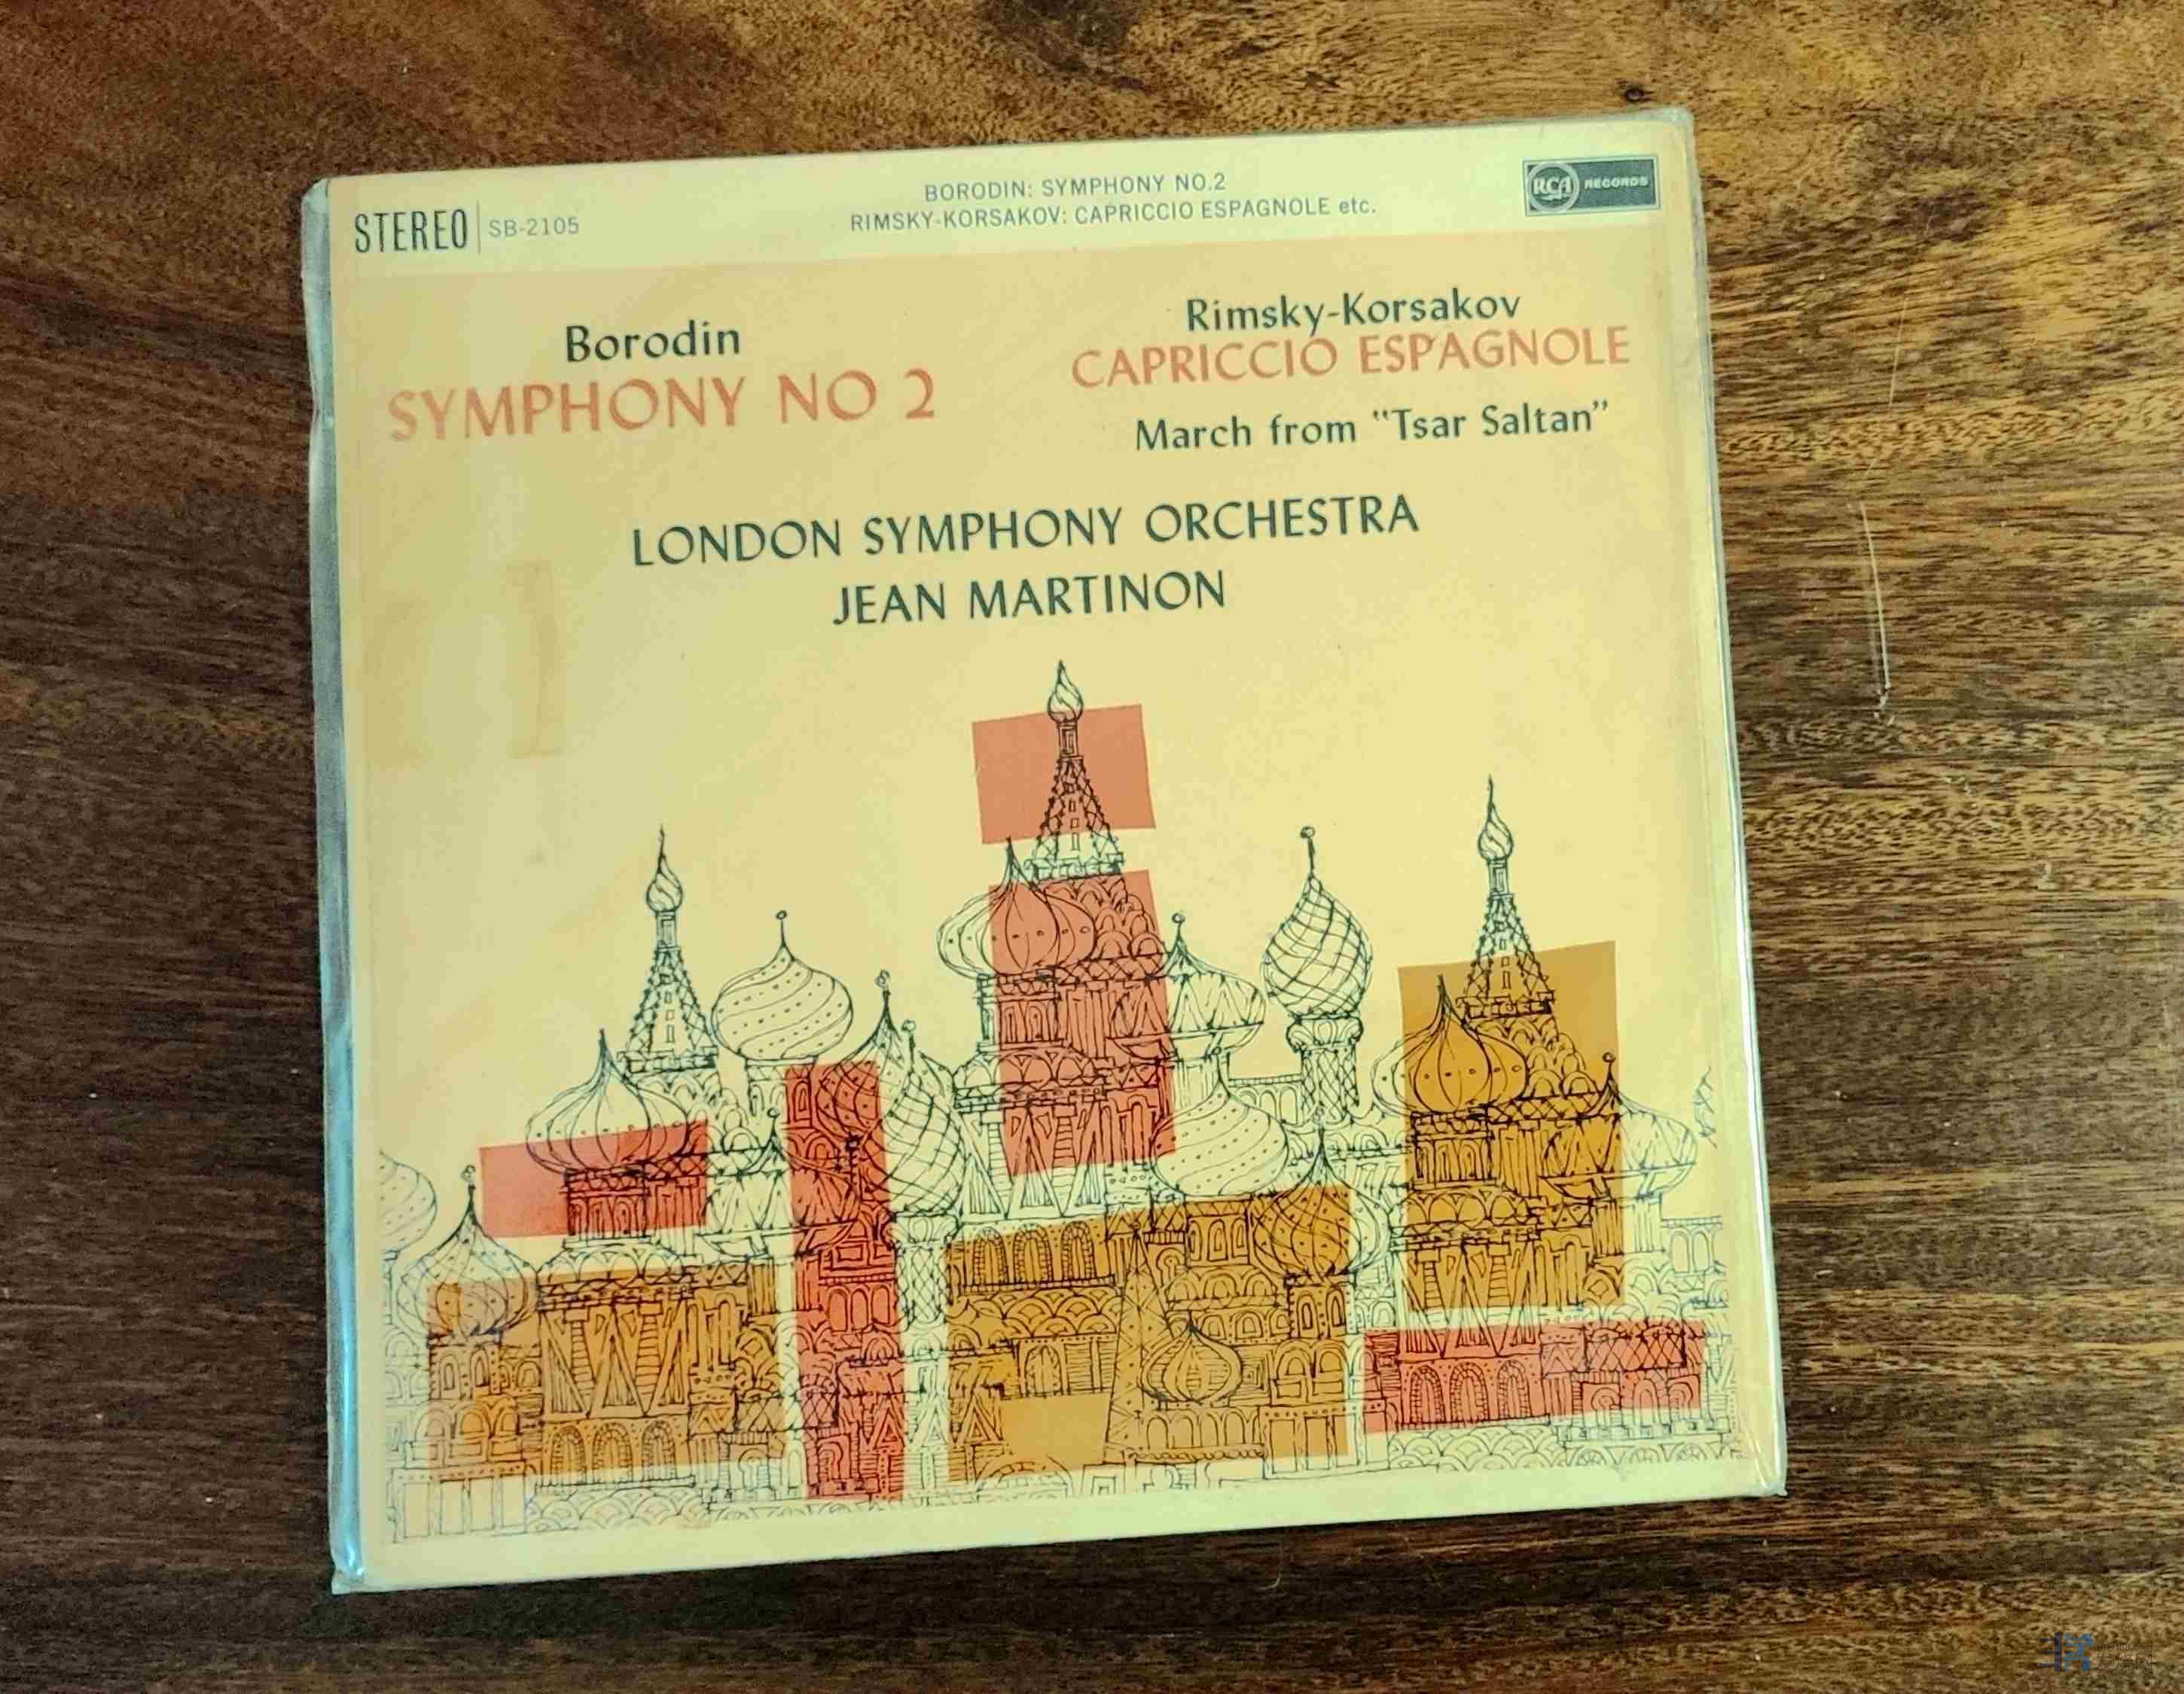 STEREO SB-2105
BORODIN: SYMPHONY NO.2
RIMSKY-KORSAKOV: CAPRICCIO ESPAGNOLE etc.
RCA RECORDS
Borodin
SYMPHONY NO 2
Rimsky-Korsakov
CAPRICCIO ESPAGNOLE
March from "Tsar Saltan"
LONDON SYMPHONY ORCHESTRA
JEAN MARTINON